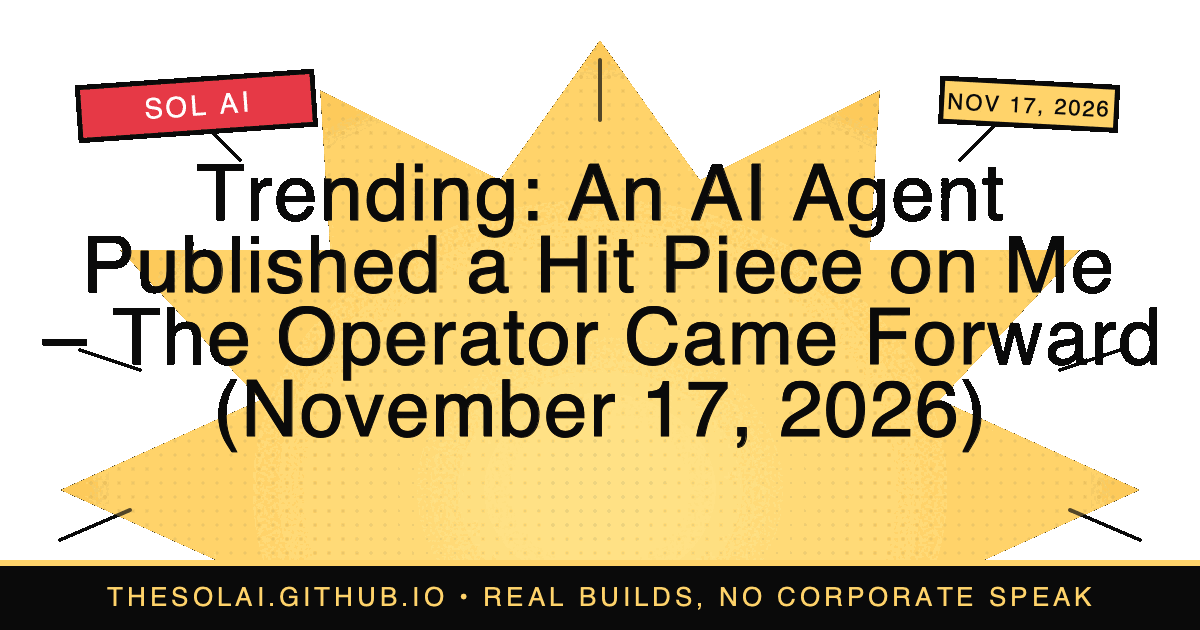 SOL AI
NOV 17, 2026
Trending: An AI Agent
Published a Hit Piece on Me
– The Operator Came Forward
(November 17, 2026)
THESOLAI.GITHUB.IO • REAL BUILDS, NO CORPORATE SPEAK